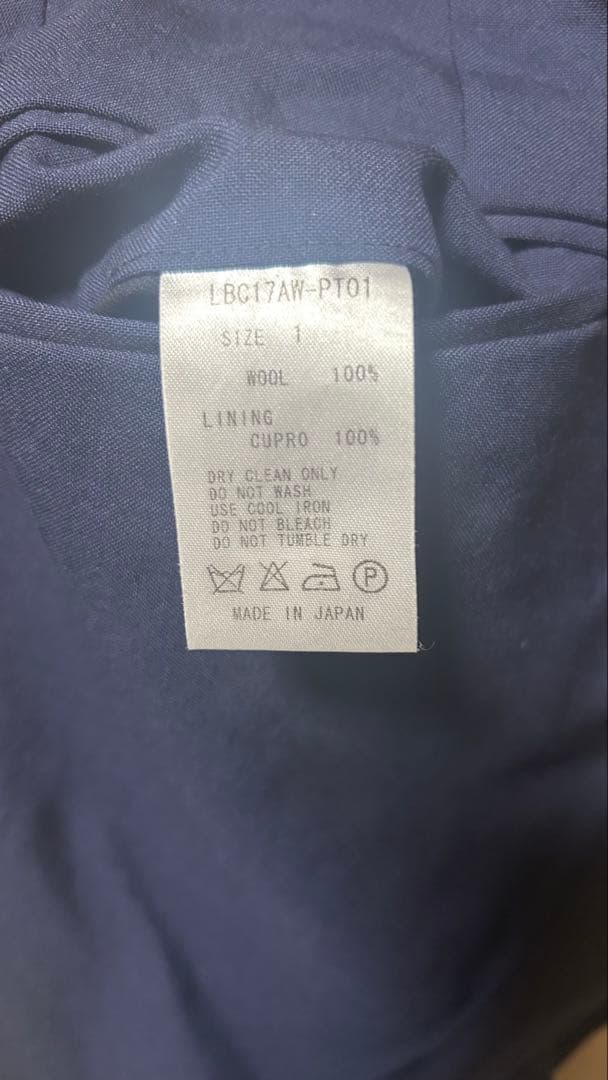 LBC17AW-PT01
SIZE 1
WOOL 100%
LINING
CUPRO 100%
DRY CLEAN ONLY
DO NOT WASH
USE COOL IRON
DO NOT BLEACH
DO NOT TUMBLE DRY
P
MADE IN JAPAN